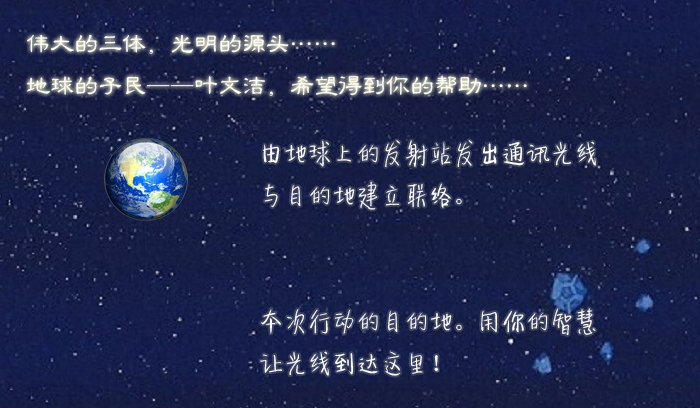 伟大的三体，光明的源头……
地球的子民——叶文洁，希望得到你的帮助……
由地球上的发射站发出通讯光线
与目的地建立联络。
本次行动的目的地。用你的智慧
让光线到达这里！